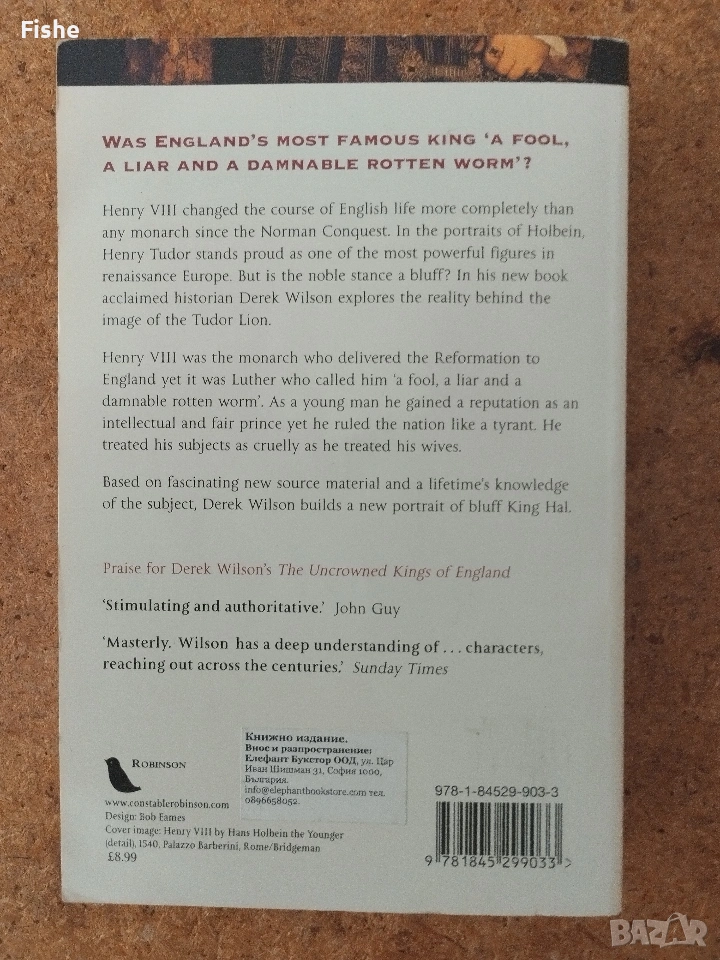 Fishe
WAS ENGLAND'S MOST FAMOUS KING ‘A FOOL,
A LIAR AND A DAMNABLE ROTTEN WORM’?
Henry VIII changed the course of English life more completely than
any monarch since the Norman Conquest. In the portraits of Holbein,
Henry Tudor stands proud as one of the most powerful figures in
renaissance Europe. But is the noble stance a bluff? In his new book
acclaimed historian Derek Wilson explores the reality behind the
image of the Tudor Lion.
Henry VIII was the monarch who delivered the Reformation to
England yet it was Luther who called him ‘a fool, a liar and a
damnable rotten worm’. As a young man he gained a reputation as an
intellectual and fair prince yet he ruled the nation like a tyrant. He
treated his subjects as cruelly as he treated his wives.
Based on fascinating new source material and a lifetime's knowledge
of the subject, Derek Wilson builds a new portrait of bluff King Hal.
Praise for Derek Wilson's The Uncrowned Kings of England
‘Stimulating and authoritative.’ John Guy
‘Masterly. Wilson has a deep understanding of . . . characters,
reaching out across the centuries.’ Sunday Times
Книжно издание.
Внос и разпространение:
Елефант Букстор ООД, ул. Цар
Иван Шишман 31, София 1000,
България.
info@elephantbookstore.com тел.
0896658052.
ROBINSON
www.constablerobinson.com
Design: Bob Eames
Cover image: Henry VIII by Hans Holbein the Younger
(detail), 1540, Palazzo Barberini, Rome/Bridgeman
£8.99
978-1-84529-903-3
9 781845 299033 >
BAZAR